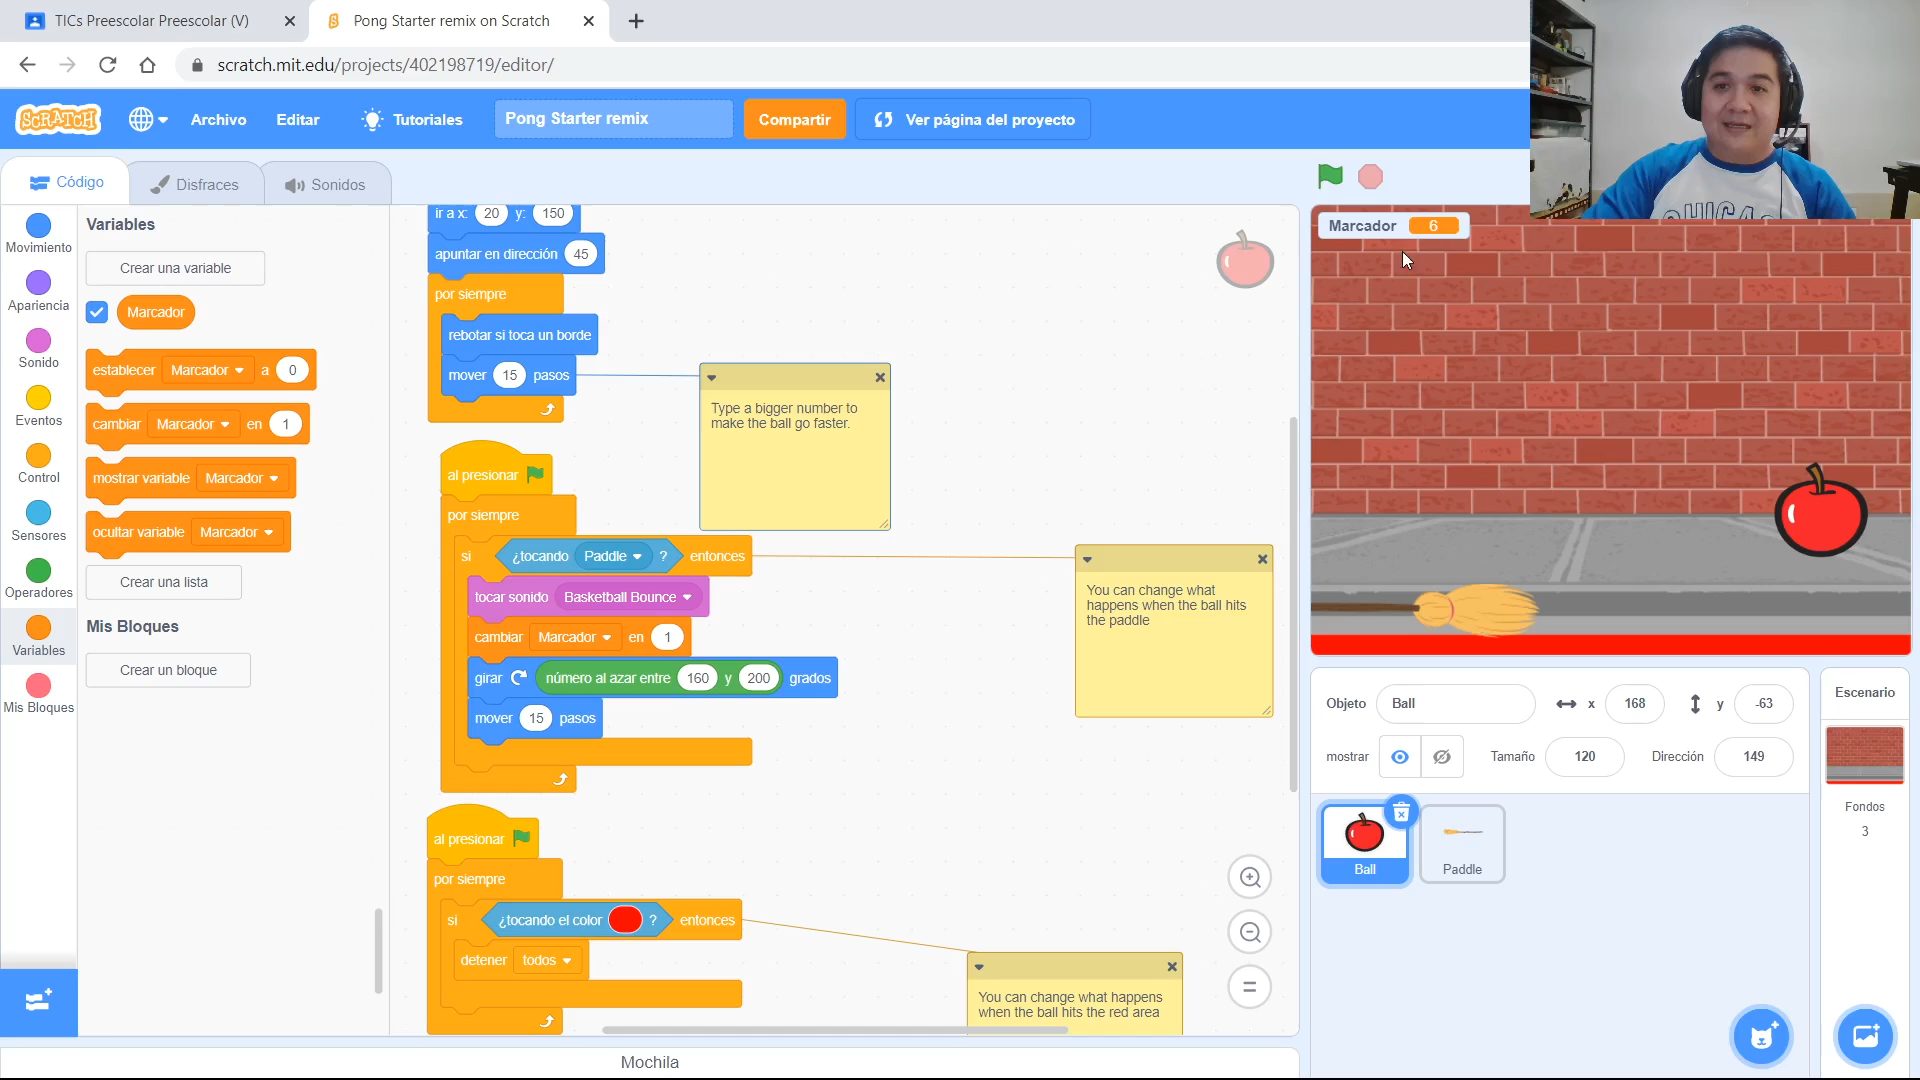 TICs Preescolar Preescolar (V)
Pong Starter remix on Scratch
scratch.mit.edu/projects/402198719/editor/
SCRATCH
Archivo
Editar
Tutoriales
Pong Starter remix
Compartir
Ver página del proyecto
Código
Disfraces
Sonidos
Movimiento
Apariencia
Sonido
Eventos
Control
Sensores
Operadores
Variables
Mis Bloques
Variables
Crear una variable
Marcador
establecer Marcador a 0
cambiar Marcador en 1
mostrar variable Marcador
ocultar variable Marcador
Crear una lista
Mis Bloques
Crear un bloque
ir a x: 20 y: 150
apuntar en dirección 45
por siempre
rebotar si toca un borde
mover 15 pasos
Type a bigger number to
make the ball go faster.
al presionar
por siempre
si ¿tocando Paddle ? entonces
tocar sonido Basketball Bounce
cambiar Marcador en 1
girar número al azar entre 160 y 200 grados
mover 15 pasos
You can change what
happens when the ball hits
the paddle
al presionar
por siempre
si ¿tocando el color ? entonces
detener todos
You can change what happens
when the ball hits the red area
Mochila
Marcador 6
Objeto Ball x 168 y -63
mostrar Tamaño 120 Dirección 149
Ball
Paddle
Escenario
Fondos
3